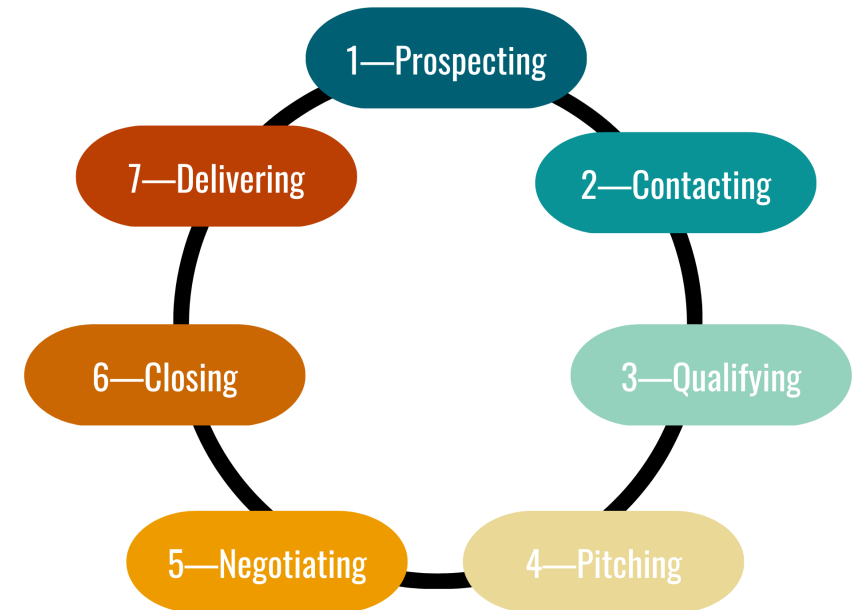 1—Prospecting
2—Contacting
3—Qualifying
4—Pitching
5—Negotiating
6—Closing
7—Delivering